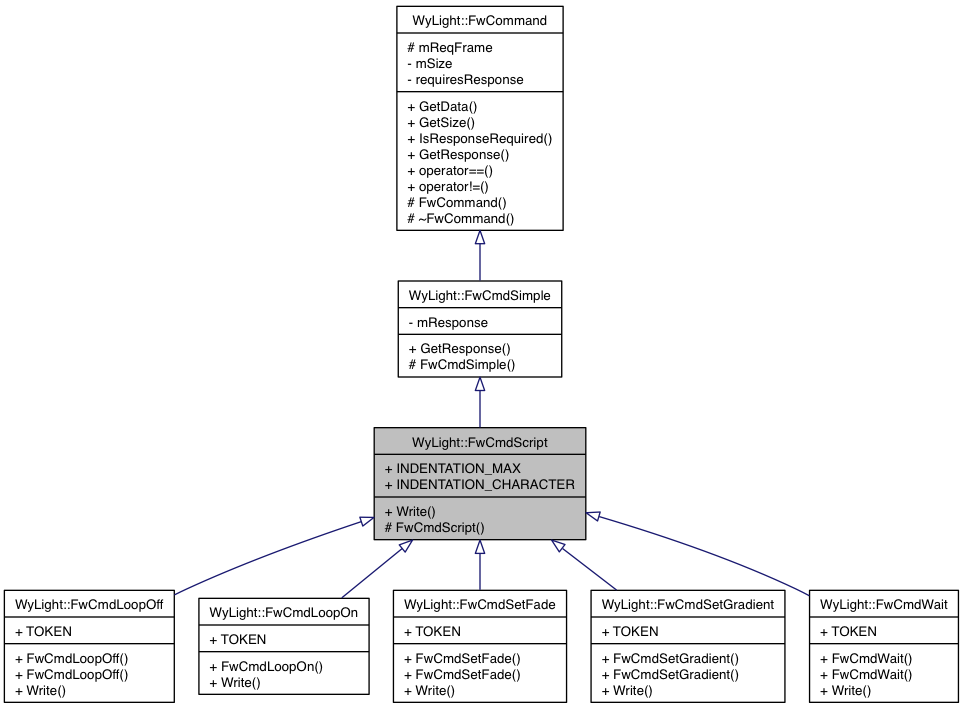 WyLight::FwCommand
# mReqFrame
- mSize
- requiresResponse
+ GetData()
+ GetSize()
+ IsResponseRequired()
+ GetResponse()
+ operator==()
+ operator!=()
# FwCommand()
# ~FwCommand()
WyLight::FwCmdSimple
- mResponse
+ GetResponse()
# FwCmdSimple()
WyLight::FwCmdScript
+ INDENTATION_MAX
+ INDENTATION_CHARACTER
+ Write()
# FwCmdScript()
WyLight::FwCmdLoopOff
+ TOKEN
+ FwCmdLoopOff()
+ FwCmdLoopOff()
+ Write()
WyLight::FwCmdLoopOn
+ TOKEN
+ FwCmdLoopOn()
+ Write()
WyLight::FwCmdSetFade
+ TOKEN
+ FwCmdSetFade()
+ FwCmdSetFade()
+ Write()
WyLight::FwCmdSetGradient
+ TOKEN
+ FwCmdSetGradient()
+ FwCmdSetGradient()
+ Write()
WyLight::FwCmdWait
+ TOKEN
+ FwCmdWait()
+ FwCmdWait()
+ Write()